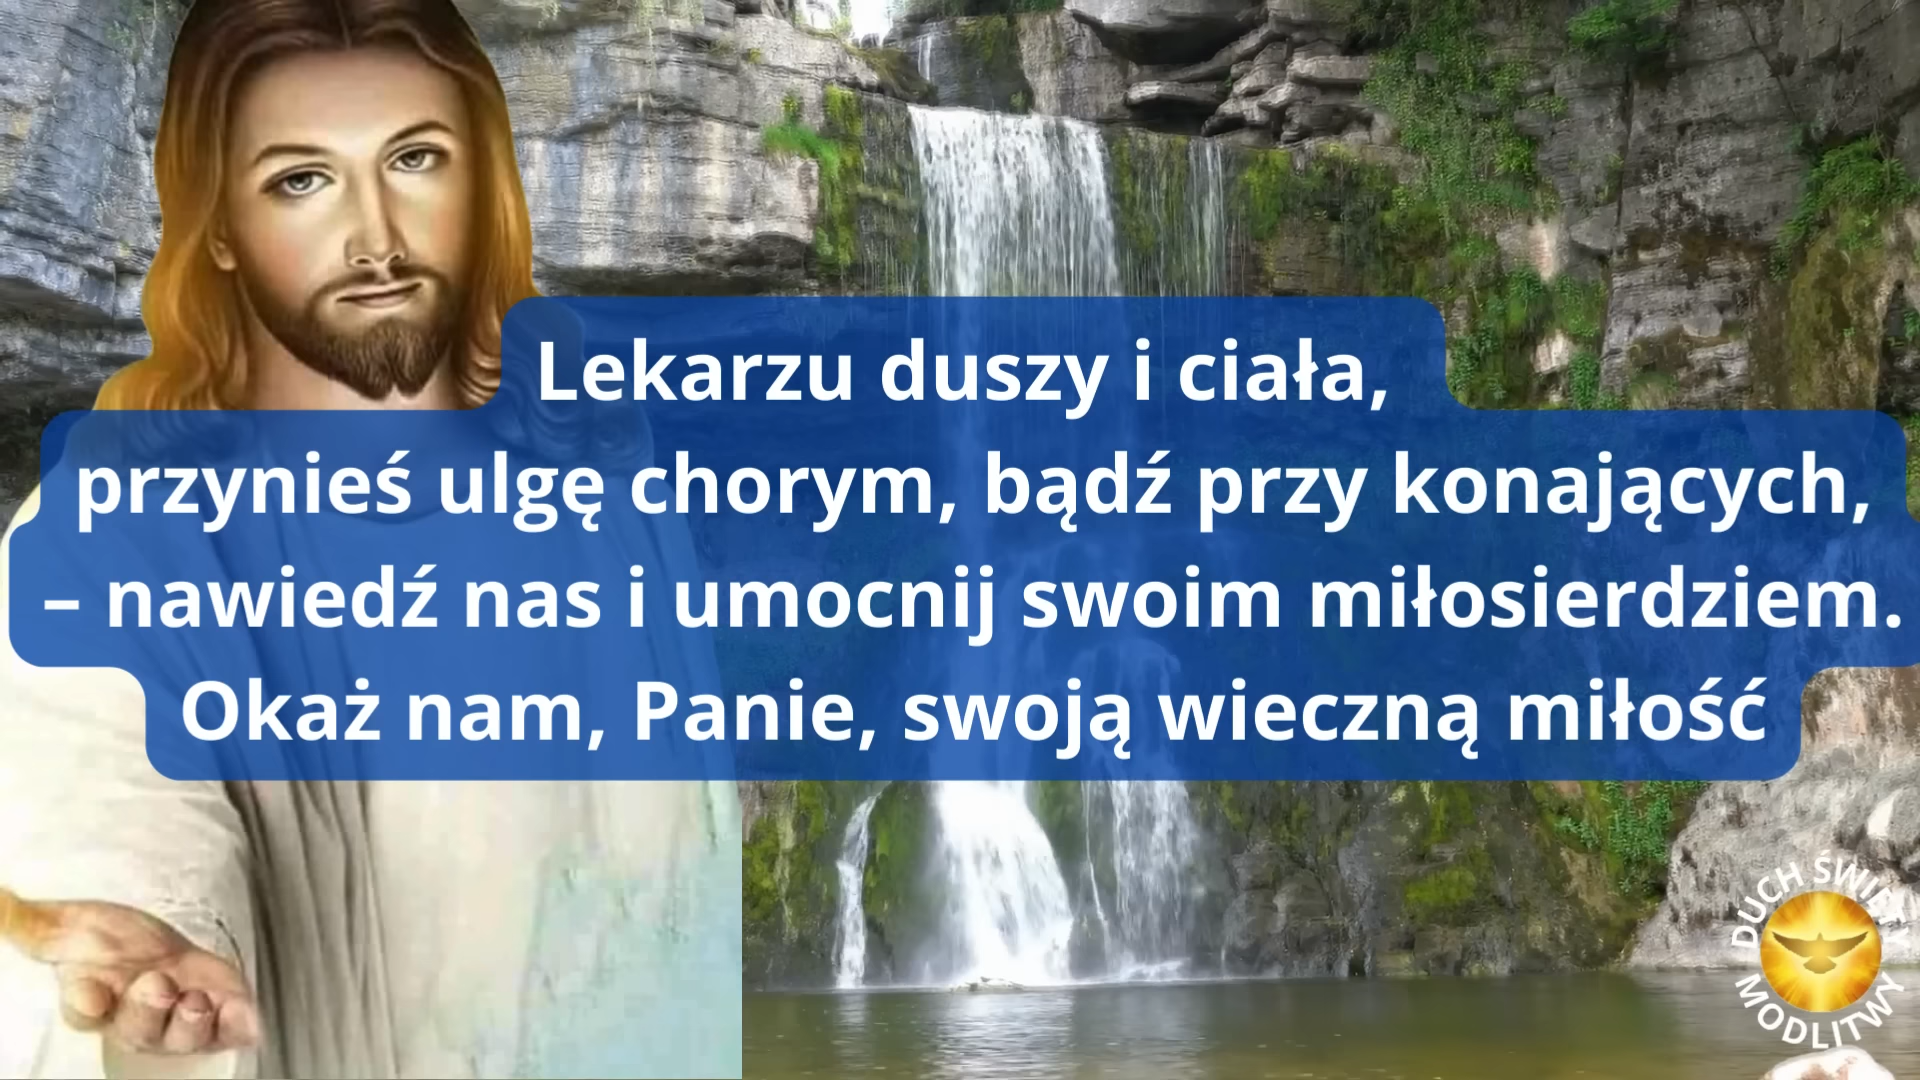 Lekarzu duszy i ciała,
przynieś ulgę chorym, bądź przy konających,
– nawiedź nas i umocnij swoim miłosierdziem.
Okaż nam, Panie, swoją wieczną miłość
DUCH ŚWIĘTY
MODLITWY